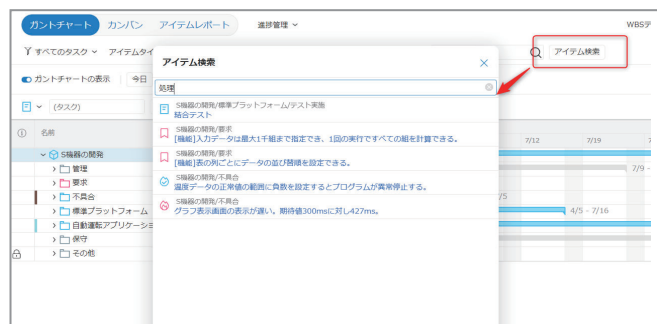 ガントチャート カンバン アイテムレポート 進捗管理
WBSデ
すべてのタスク アイテムタイ
アイテム検索
アイテム検索
ガントチャートの表示 今日
処理
(タスク)
S機器の開発/標準プラットフォーム/テスト実施
結合テスト
S機器の開発/要求
[機能]入力データは最大1千組まで指定でき、1回の実行ですべての組を計算できる。
S機器の開発/要求
[機能]表の列ごとにデータの並び替順を設定できる。
S機器の開発/不具合
温度データの正常値の範囲に負数を設定するとプログラムが異常停止する。
S機器の開発/不具合
グラフ表示画面の表示が遅い。期待値300msに対し427ms。
名前
7/12 7/19
S機器の開発
管理
7/9 -
要求
不具合
/5
標準プラットフォーム
4/5 - 7/16
自動運転アプリケーショ
保守
その他